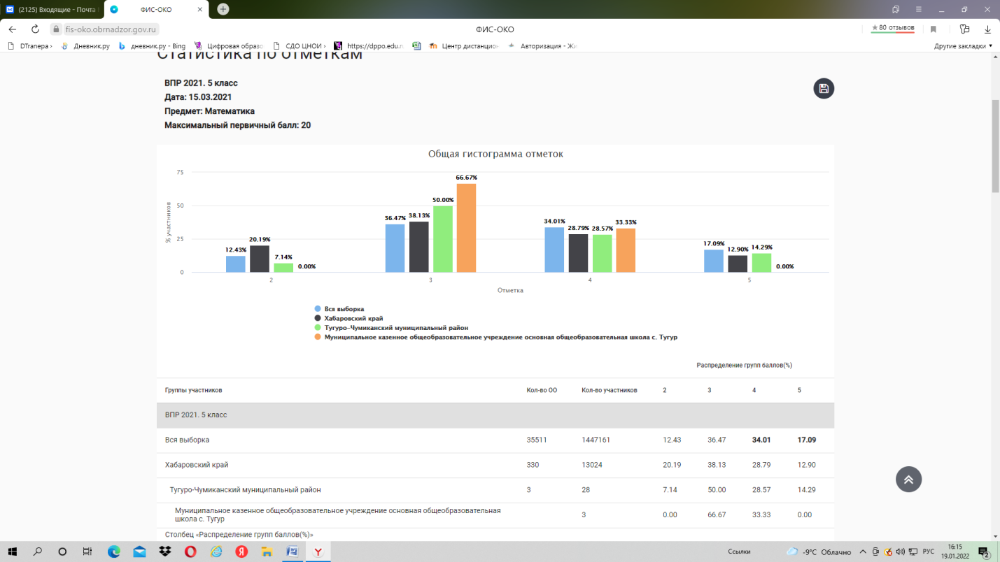 (2125) Входящие - Почта
ФИС-ОКО
fis-oko.obrnadzor.gov.ru
ФИС-ОКО
★ 80 отзывов
DTraпера›
Дневник.ру
дневник.ру - Bing
Цифровая образо
СДО ЦНОИ ›
https://dppo.edu.ru
Центр дистанцион
Авторизация - Жи
Другие закладки ▾
Статистика по отметкам
ВПР 2021. 5 класс
Дата: 15.03.2021
Предмет: Математика
Максимальный первичный балл: 20
Общая гистограмма отметок
% участников
75
50
25
0
12.43% 20.19% 7.14% 0.00%
36.47% 38.13% 50.00% 66.67%
34.01% 28.79% 28.57% 33.33%
17.09% 12.90% 14.29% 0.00%
2 3 4 5
Отметка
Вся выборка
Хабаровский край
Тугуро-Чумиканский муниципальный район
Муниципальное казенное общеобразовательное учреждение основная общеобразовательная школа с. Тугур
Распределение групп баллов(%)
Группы участников Кол-во ОО Кол-во участников 2 3 4 5
ВПР 2021. 5 класс
Вся выборка 35511 1447161 12.43 36.47 34.01 17.09
Хабаровский край 330 13024 20.19 38.13 28.79 12.90
Тугуро-Чумиканский муниципальный район 3 28 7.14 50.00 28.57 14.29
Муниципальное казенное общеобразовательное учреждение основная общеобразовательная
школа с. Тугур 3 0.00 66.67 33.33 0.00
Столбец «Распределение групп баллов(%)»
Ссылки
-9°C Облачно
РУС
16:15
19.01.2022
2